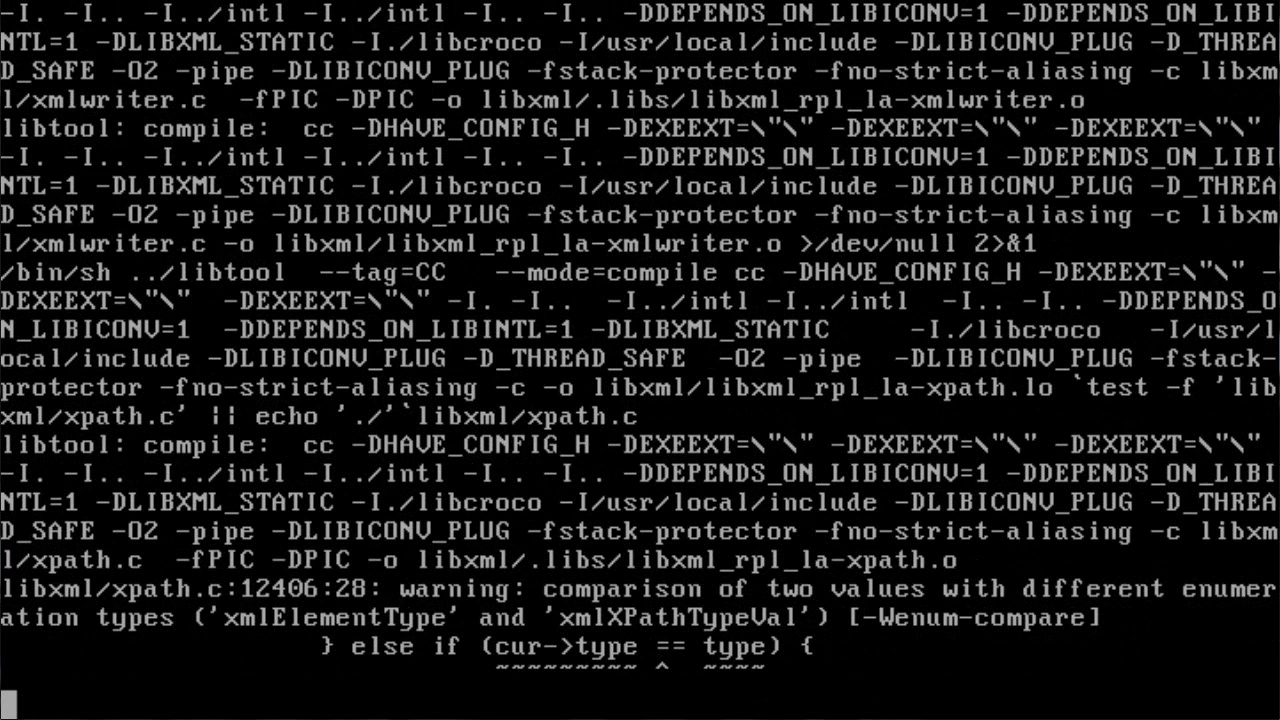 -I. -I.. -I../intl -I../intl -I.. -I.. -DDEPENDS_ON_LIBICONV=1 -DDEPENDS_ON_LIBI
NTL=1 -DLIBXML_STATIC -I./libcroco -I/usr/local/include -DLIBICONV_PLUG -D_THREA
D_SAFE -O2 -pipe -DLIBICONV_PLUG -fstack-protector -fno-strict-aliasing -c libxm
l/xmlwriter.c  -fPIC -DPIC -o libxml/.libs/libxml_rpl_la-xmlwriter.o
libtool: compile:  cc -DHAVE_CONFIG_H -DEXEEXT=\"\" -DEXEEXT=\"\" -DEXEEXT=\"\"
-I. -I.. -I../intl -I../intl -I.. -I.. -DDEPENDS_ON_LIBICONV=1 -DDEPENDS_ON_LIBI
NTL=1 -DLIBXML_STATIC -I./libcroco -I/usr/local/include -DLIBICONV_PLUG -D_THREA
D_SAFE -O2 -pipe -DLIBICONV_PLUG -fstack-protector -fno-strict-aliasing -c libxm
l/xmlwriter.c -o libxml/libxml_rpl_la-xmlwriter.o >/dev/null 2>&1
/bin/sh ../libtool  --tag=CC   --mode=compile cc -DHAVE_CONFIG_H -DEXEEXT=\"\" -
DEXEEXT=\"\"  -DEXEEXT=\"\" -I. -I..  -I../intl -I../intl  -I.. -I.. -DDEPENDS_O
N_LIBICONV=1  -DDEPENDS_ON_LIBINTL=1 -DLIBXML_STATIC     -I./libcroco   -I/usr/l
ocal/include -DLIBICONV_PLUG -D_THREAD_SAFE  -O2 -pipe  -DLIBICONV_PLUG -fstack-
protector -fno-strict-aliasing -c -o libxml/libxml_rpl_la-xpath.lo `test -f 'lib
xml/xpath.c' || echo './'`libxml/xpath.c
libtool: compile:  cc -DHAVE_CONFIG_H -DEXEEXT=\"\" -DEXEEXT=\"\" -DEXEEXT=\"\"
-I. -I.. -I../intl -I../intl -I.. -I.. -DDEPENDS_ON_LIBICONV=1 -DDEPENDS_ON_LIBI
NTL=1 -DLIBXML_STATIC -I./libcroco -I/usr/local/include -DLIBICONV_PLUG -D_THREA
D_SAFE -O2 -pipe -DLIBICONV_PLUG -fstack-protector -fno-strict-aliasing -c libxm
l/xpath.c  -fPIC -DPIC -o libxml/.libs/libxml_rpl_la-xpath.o
libxml/xpath.c:12406:28: warning: comparison of two values with different enumer
ation types ('xmlElementType' and 'xmlXPathTypeVal') [-Wenum-compare]
                    } else if (cur->type == type) {
                               ~~~~~~~~~ ^  ~~~~